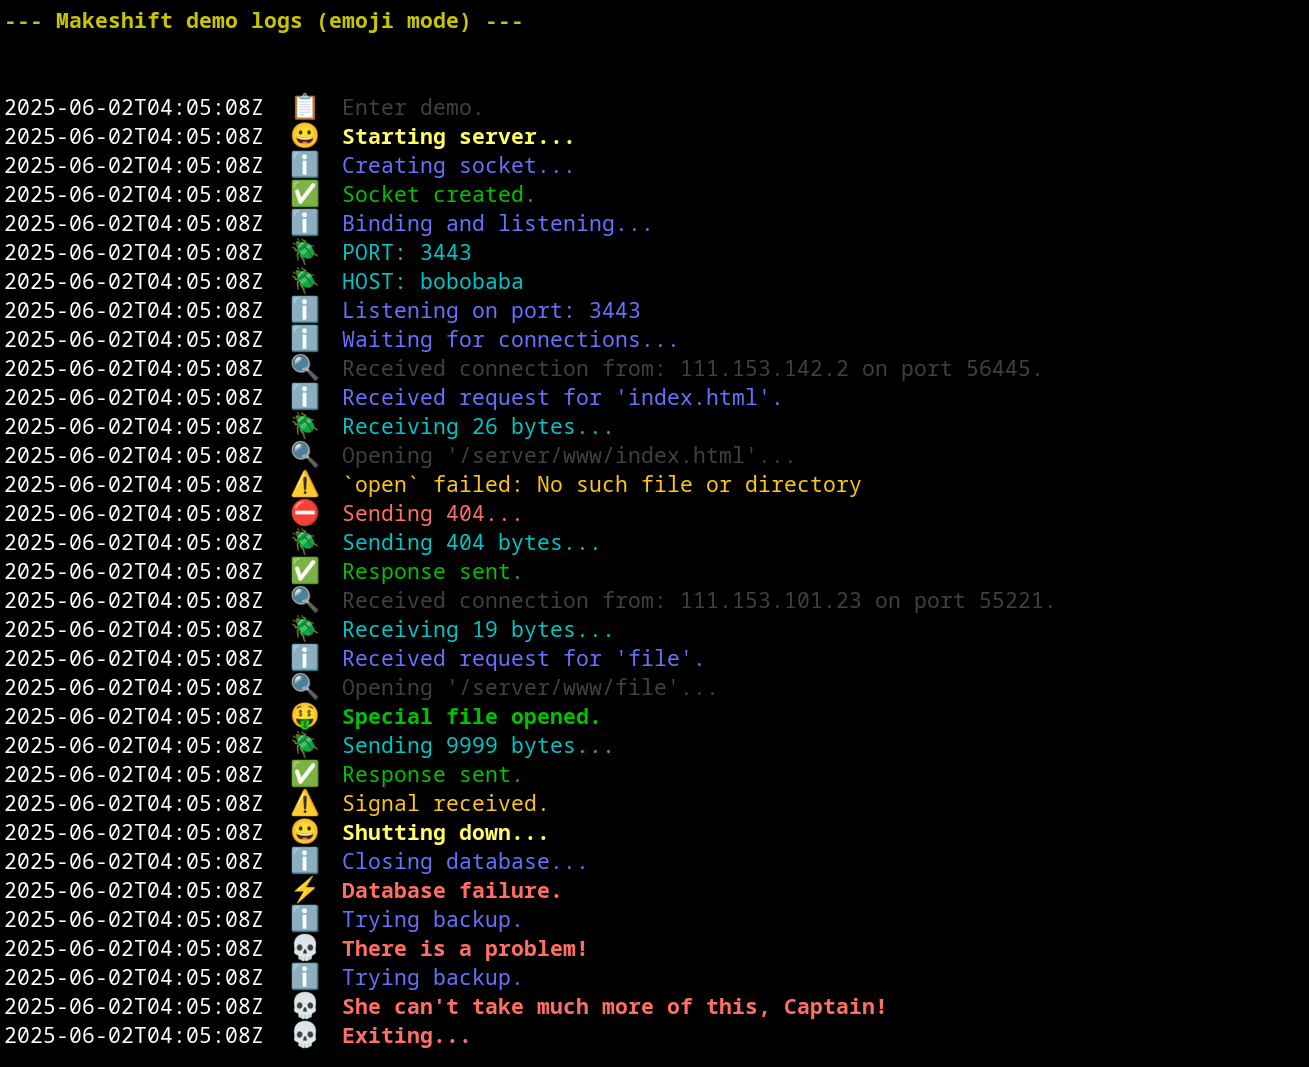 --- Makeshift demo logs (emoji mode) ---
2025-06-02T04:05:08Z 📋 Enter demo.
2025-06-02T04:05:08Z 😀 Starting server...
2025-06-02T04:05:08Z ℹ️ Creating socket...
2025-06-02T04:05:08Z ✅ Socket created.
2025-06-02T04:05:08Z ℹ️ Binding and listening...
2025-06-02T04:05:08Z 🪲 PORT: 3443
2025-06-02T04:05:08Z 🪲 HOST: bobobaba
2025-06-02T04:05:08Z ℹ️ Listening on port: 3443
2025-06-02T04:05:08Z ℹ️ Waiting for connections...
2025-06-02T04:05:08Z 🔍 Received connection from: 111.153.142.2 on port 56445.
2025-06-02T04:05:08Z ℹ️ Received request for 'index.html'.
2025-06-02T04:05:08Z 🪲 Receiving 26 bytes...
2025-06-02T04:05:08Z 🔍 Opening '/server/www/index.html'...
2025-06-02T04:05:08Z ⚠️ `open` failed: No such file or directory
2025-06-02T04:05:08Z ⛔ Sending 404...
2025-06-02T04:05:08Z 🪲 Sending 404 bytes...
2025-06-02T04:05:08Z ✅ Response sent.
2025-06-02T04:05:08Z 🔍 Received connection from: 111.153.101.23 on port 55221.
2025-06-02T04:05:08Z 🪲 Receiving 19 bytes...
2025-06-02T04:05:08Z ℹ️ Received request for 'file'.
2025-06-02T04:05:08Z 🔍 Opening '/server/www/file'...
2025-06-02T04:05:08Z 🤑 Special file opened.
2025-06-02T04:05:08Z 🪲 Sending 9999 bytes...
2025-06-02T04:05:08Z ✅ Response sent.
2025-06-02T04:05:08Z ⚠️ Signal received.
2025-06-02T04:05:08Z 😀 Shutting down...
2025-06-02T04:05:08Z ℹ️ Closing database...
2025-06-02T04:05:08Z ⚡ Database failure.
2025-06-02T04:05:08Z ℹ️ Trying backup.
2025-06-02T04:05:08Z 💀 There is a problem!
2025-06-02T04:05:08Z ℹ️ Trying backup.
2025-06-02T04:05:08Z 💀 She can't take much more of this, Captain!
2025-06-02T04:05:08Z 💀 Exiting...